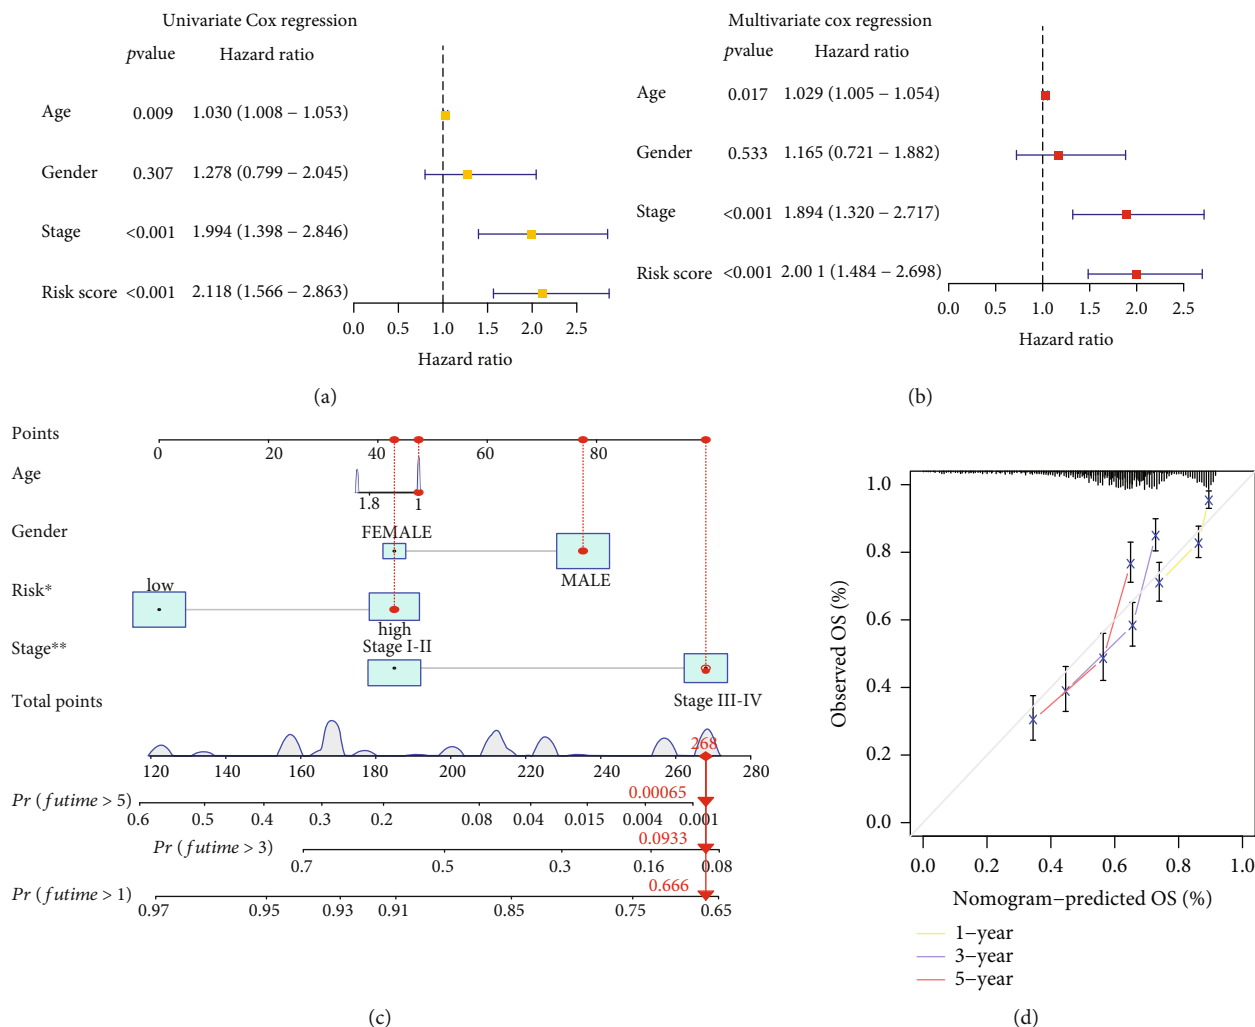 Univariate Cox regression
pvalue Hazard ratio
Age 0.009 1.030 (1.008 − 1.053)
Gender 0.307 1.278 (0.799 − 2.045)
Stage <0.001 1.994 (1.398 − 2.846)
Risk score <0.001 2.118 (1.566 − 2.863)
0.0 0.5 1.0 1.5 2.0 2.5
Hazard ratio
(a)
Multivariate cox regression
pvalue Hazard ratio
Age 0.017 1.029 (1.005 − 1.054)
Gender 0.533 1.165 (0.721 − 1.882)
Stage <0.001 1.894 (1.320 − 2.717)
Risk score <0.001 2.00 1 (1.484 − 2.698)
0.0 0.5 1.0 1.5 2.0 2.5
Hazard ratio
(b)
Points
0 20 40 60 80
Age
1.8 1
Gender
FEMALE
MALE
Risk*
low
high
Stage**
Stage I-II
Stage III-IV
Total points
268
120 140 160 180 200 220 240 260 280
Pr (futime > 5)
0.00065
0.6 0.5 0.4 0.3 0.2 0.08 0.04 0.015 0.004 0.001
Pr (futime > 3)
0.0933
0.7 0.5 0.3 0.16 0.08
Pr (futime > 1)
0.666
0.97 0.95 0.93 0.91 0.85 0.75 0.65
(c)
Observed OS (%)
1.0
0.8
0.6
0.4
0.2
0.0
0.0 0.2 0.4 0.6 0.8 1.0
Nomogram−predicted OS (%)
1−year
3−year
5−year
(d)